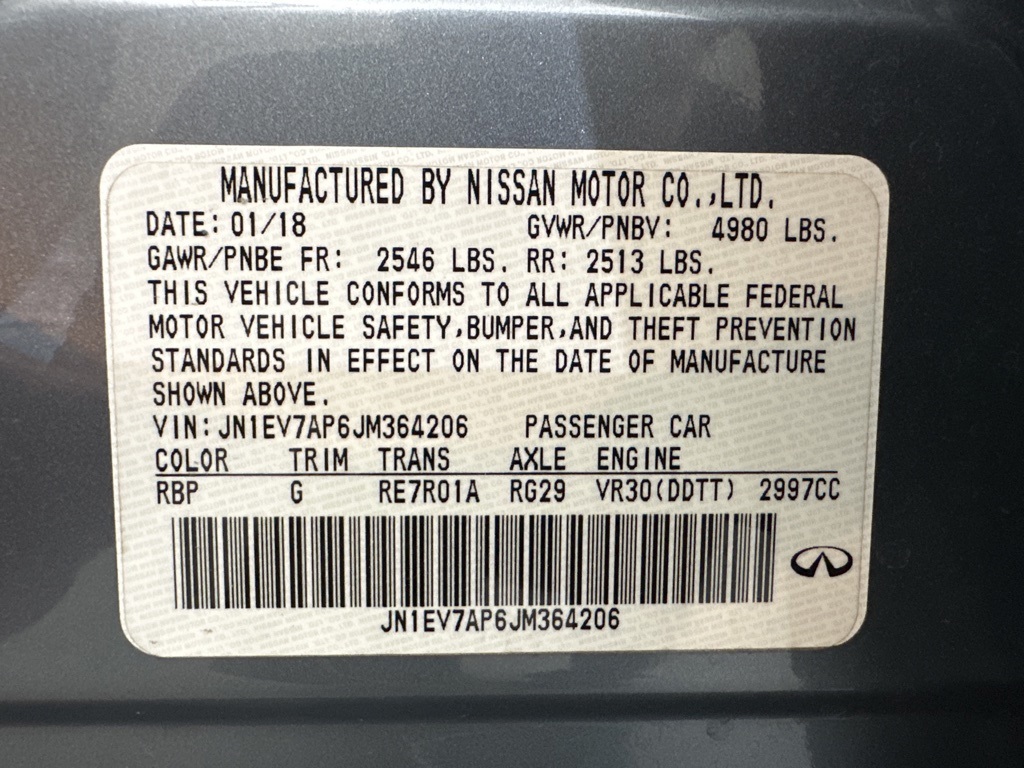 MANUFACTURED BY NISSAN MOTOR CO.,LTD.
DATE: 01/18 GVWR/PNBV: 4980 LBS.
GAWR/PNBE FR: 2546 LBS. RR: 2513 LBS.
THIS VEHICLE CONFORMS TO ALL APPLICABLE FEDERAL
MOTOR VEHICLE SAFETY,BUMPER,AND THEFT PREVENTION
STANDARDS IN EFFECT ON THE DATE OF MANUFACTURE
SHOWN ABOVE.
VIN:JN1EV7AP6JM364206 PASSENGER CAR
COLOR TRIM TRANS AXLE ENGINE
RBP G RE7R01A RG29 VR30(DDTT) 2997CC
JN1EV7AP6JM364206